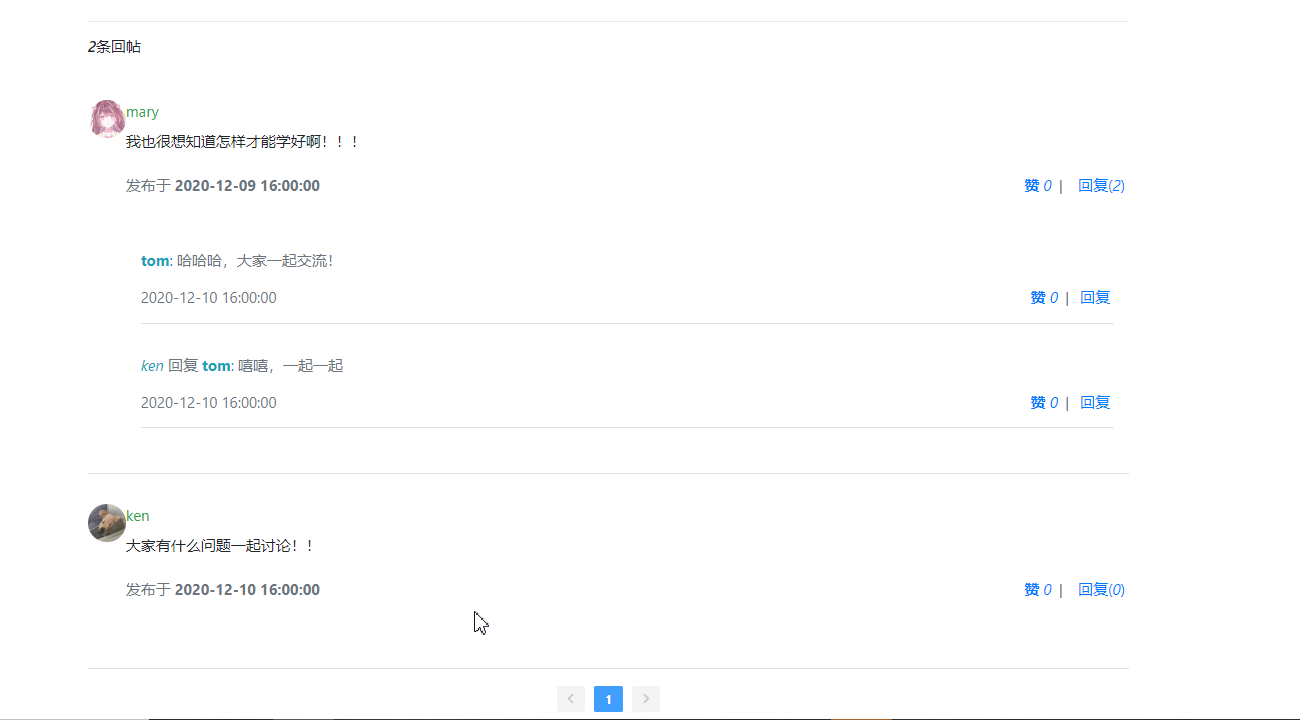 2条回帖
mary
我也很想知道怎样才能学好啊！！！
发布于 2020-12-09 16:00:00 赞 0 | 回复(2)
tom: 哈哈哈，大家一起交流！
2020-12-10 16:00:00 赞 0 | 回复
ken 回复 tom: 嘻嘻，一起一起
2020-12-10 16:00:00 赞 0 | 回复
ken
大家有什么问题一起讨论！！
发布于 2020-12-10 16:00:00 赞 0 | 回复(0)
1